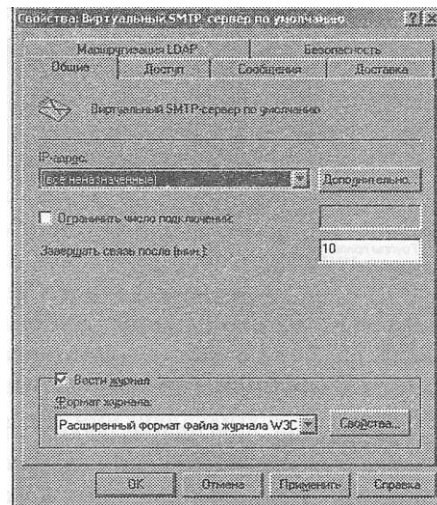 Свойства: Виртуальный SMTP-сервер по умолчанию
Маршрутизация LDAP
Безопасность
Общие
Доступ
Сообщения
Доставка
Виртуальный SMTP-сервер по умолчанию
IP-адрес:
(все неназначенные)
Дополнительно...
Ограничить число подключений:
Завершать связь после (мин.):
10
Вести журнал
Формат журнала:
Расширенный формат файла журнала W3C
Свойства...
OK
Отмена
Применить
Справка